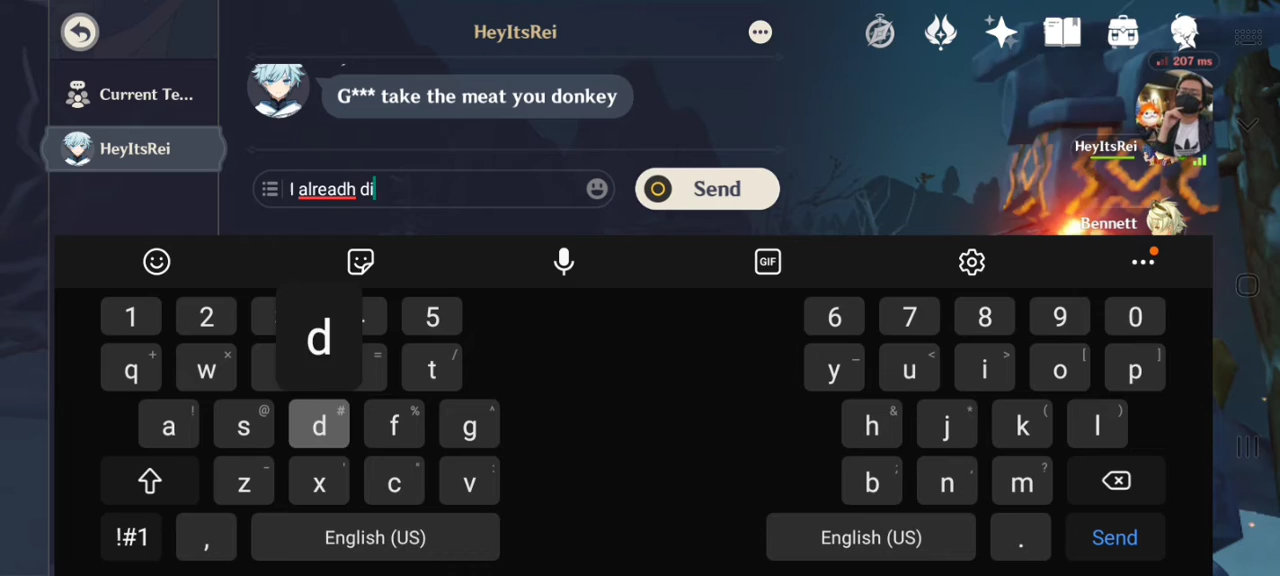 HeyItsRei
207 ms
Current Te...
G*** take the meat you donkey
HeyItsRei
HeyItsRei
I alreadh di
Send
Bennett
GIF
1 2 5 6 7 8 9 0
q + w × = t / y _ u < i > o [ p ]
d
a ! s @ d # f % g ^ h & j * k ( l )
z - x ' c " v : b ; n , m ?
!#1 , English (US) English (US) . Send